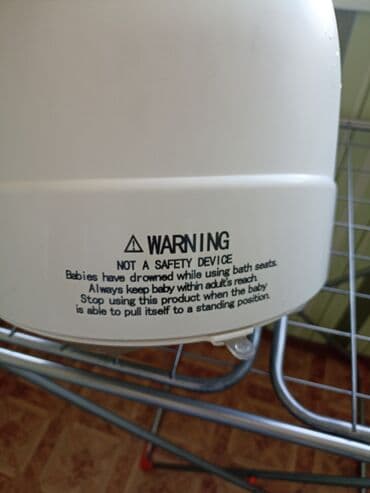 ⚠ WARNING
NOT A SAFETY DEVICE
Babies have drowned while using bath seats.
Always keep baby within adult's reach.
Stop using this product when the baby
is able to pull itself to a standing position.